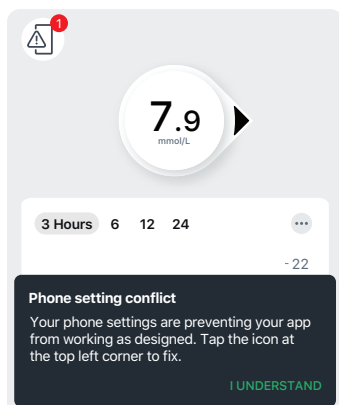 1
7.9
mmol/L
3 Hours 6 12 24
- 22
Phone setting conflict
Your phone settings are preventing your app
from working as designed. Tap the icon at
the top left corner to fix.
I UNDERSTAND